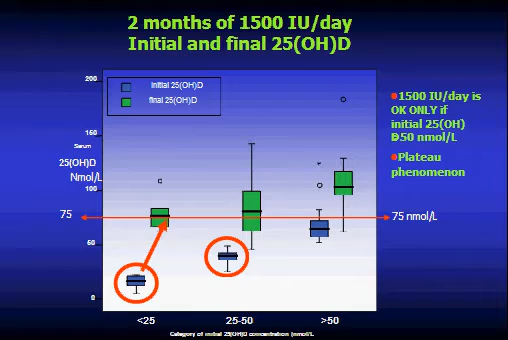 2 months of 1500 IU/day
Initial and final 25(OH)D
200
150
100
50
0
Serum
25(OH)D
Nmol/L
75
initial 25(OH)D
final 25(OH)D
1500 IU/day is
OK ONLY if
initial 25(OH)
D50 nmol/L
Plateau
phenomenon
75 nmol/L
<25
25-50
>50
Category of initial 25(OH)D concentration (nmol/L